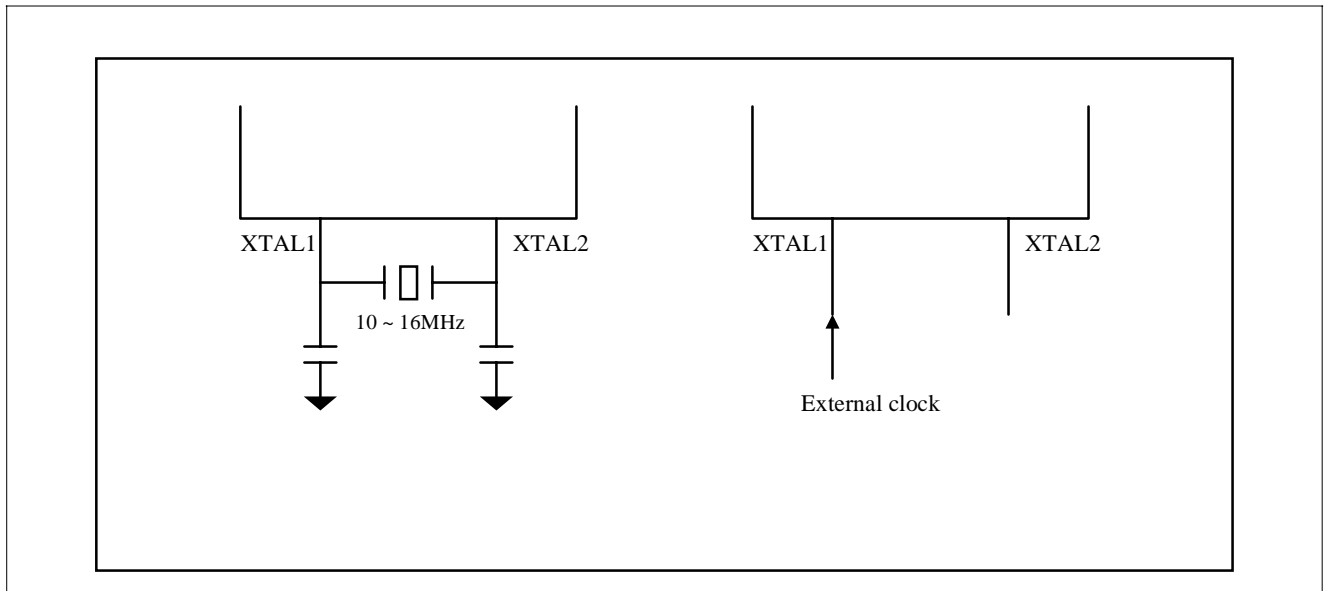 XTAL1
XTAL2
10 ~ 16MHz
XTAL1
XTAL2
External clock